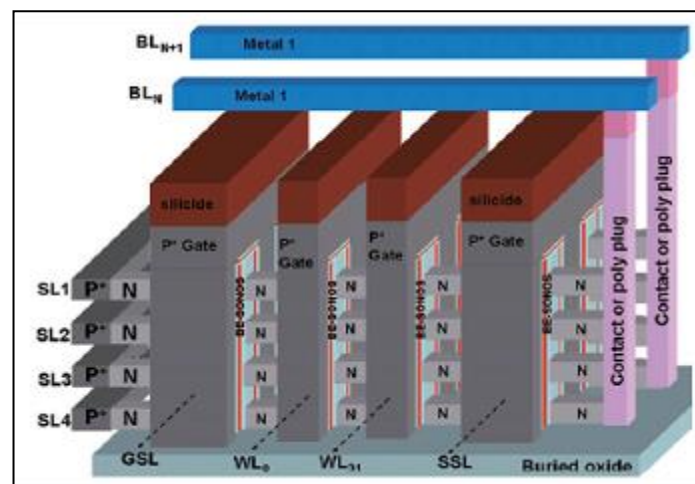 BLN+1
Metal 1
BLN
Metal 1
silicide
silicide
P+ Gate
P+ Gate
P+ Gate
P+ Gate
BE-SONOS
BE-SONOS
BE-SONOS
BE-SONOS
Contact or poly plug
Contact or poly plug
SL1 P+ N N N N N
SL2 P+ N N N N N
SL3 P+ N N N N N
SL4 P+ N N N N N
GSL
WL0
WL31
SSL
Buried oxide